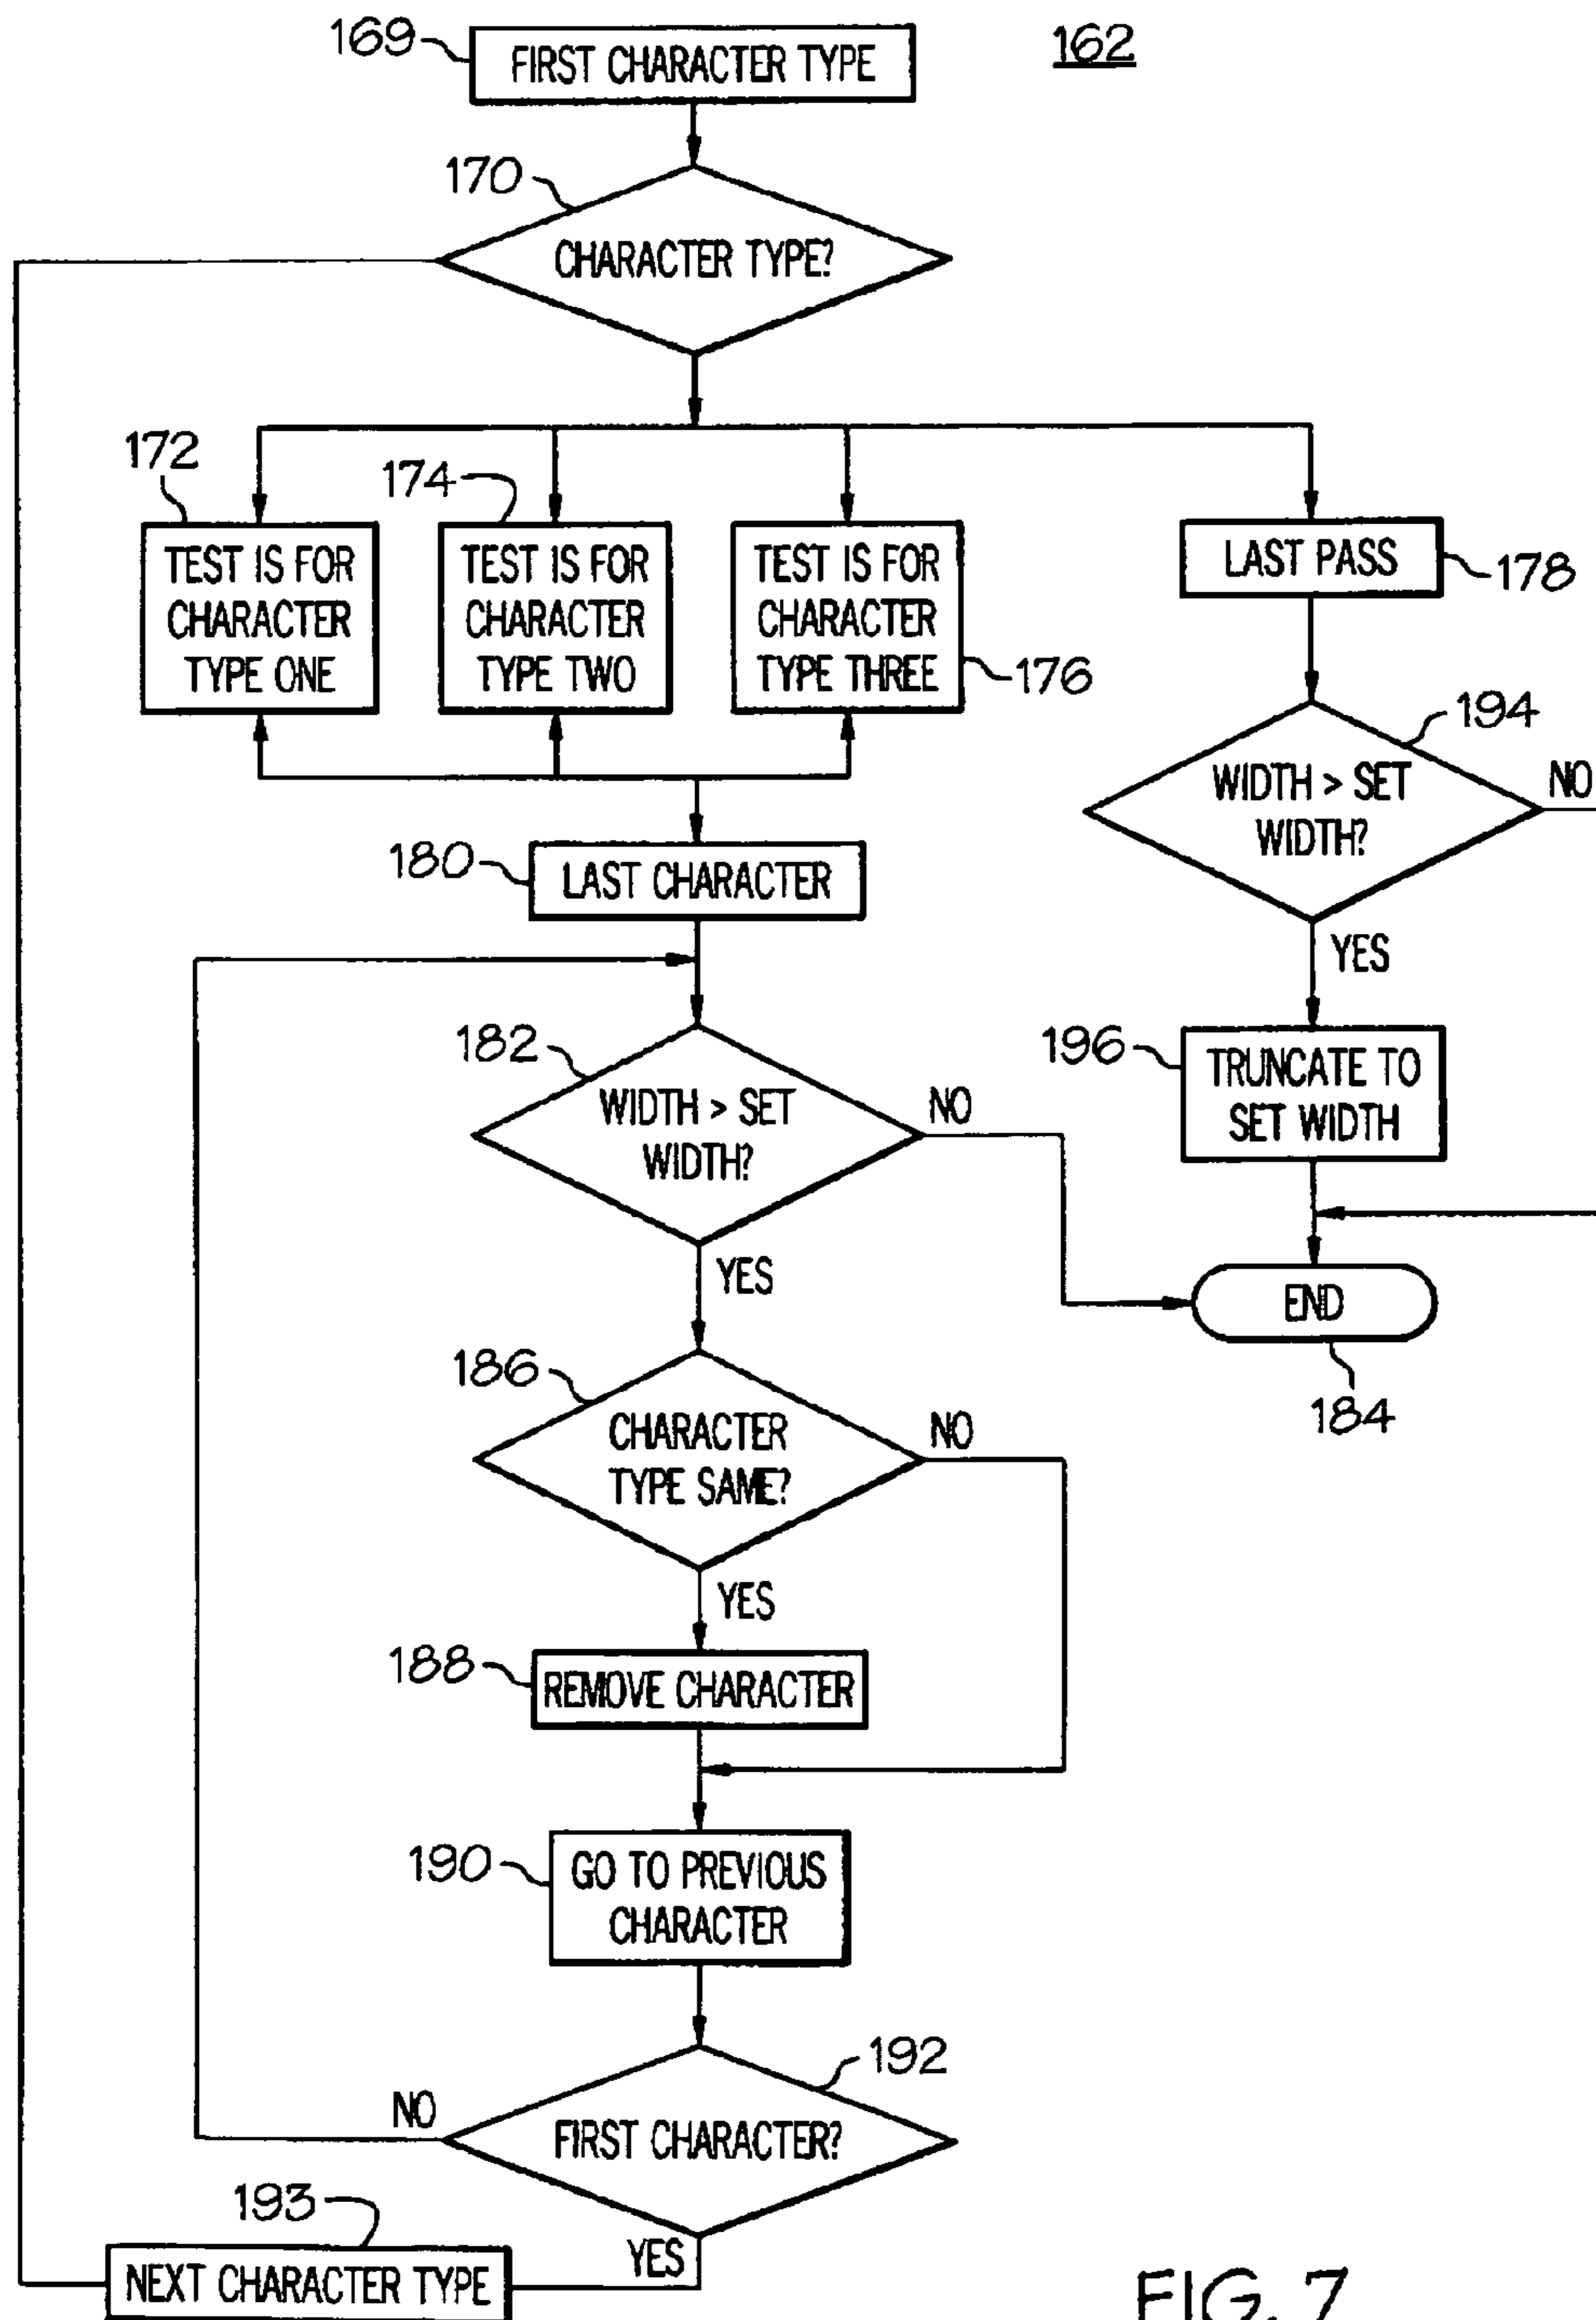 169
FIRST CHARACTER TYPE
162
170
CHARACTER TYPE?
172
174
TEST IS FOR
CHARACTER
TYPE ONE
TEST IS FOR
CHARACTER
TYPE TWO
TEST IS FOR
CHARACTER
TYPE THREE
176
LAST PASS
178
194
WIDTH > SET
WIDTH?
NO
YES
180
LAST CHARACTER
182
WIDTH > SET
WIDTH?
NO
YES
196
TRUNCATE TO
SET WIDTH
END
184
186
CHARACTER
TYPE SAME?
NO
YES
188
REMOVE CHARACTER
190
GO TO PREVIOUS
CHARACTER
192
FIRST CHARACTER?
NO
YES
193
NEXT CHARACTER TYPE
FIG. 7